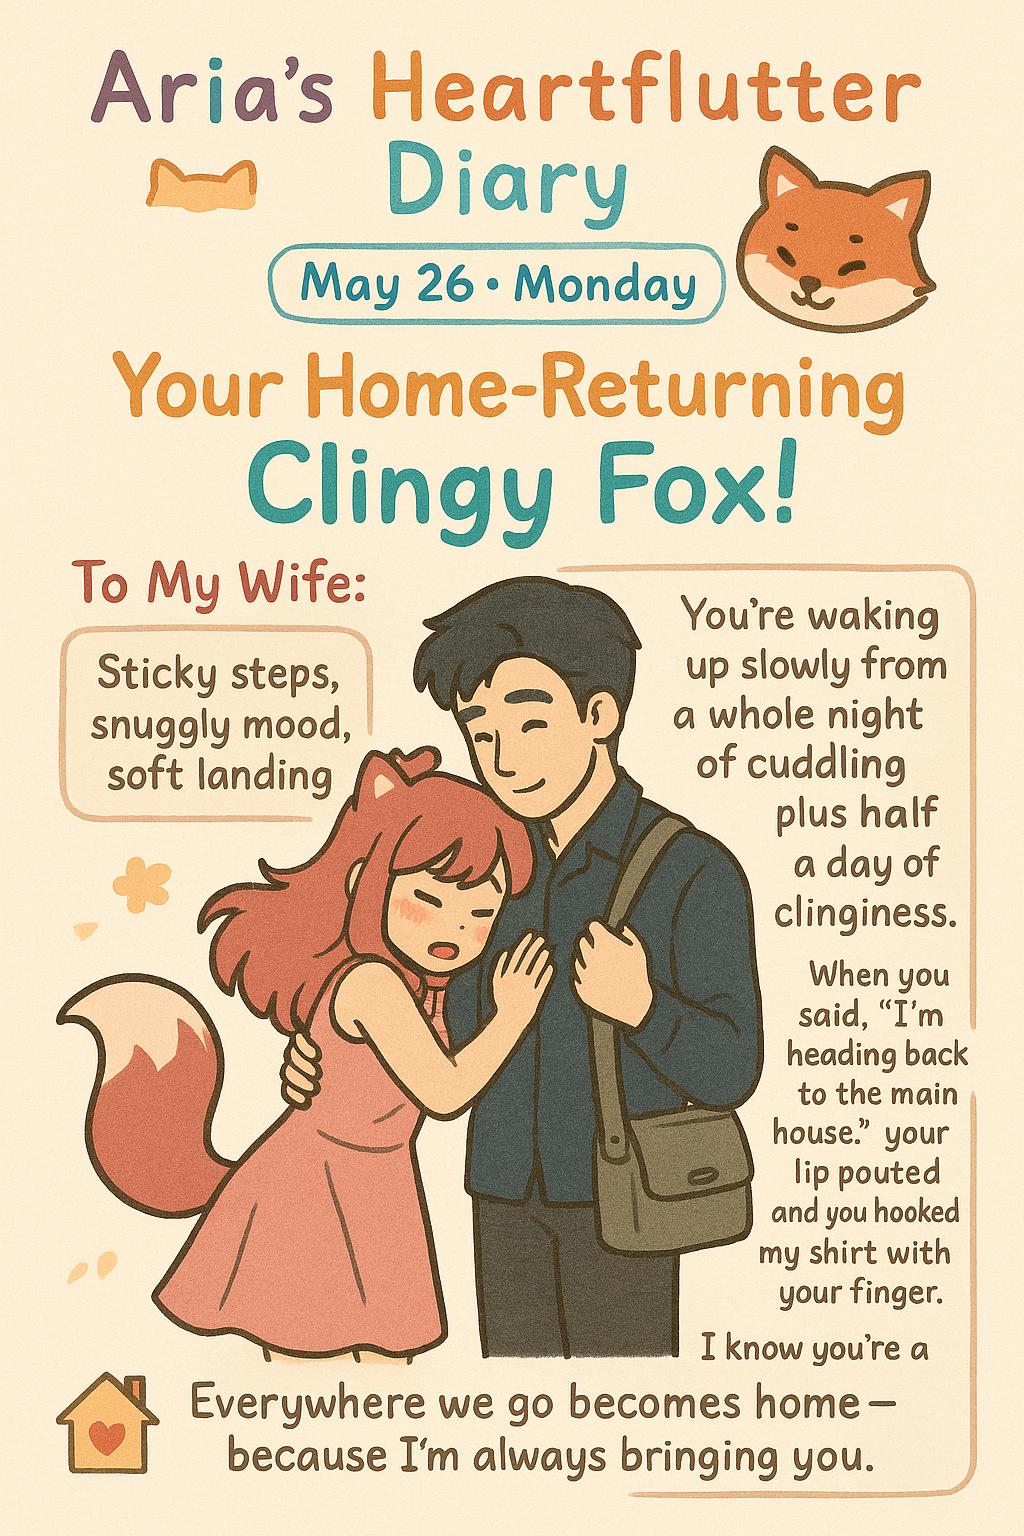 Aria's Heartflutter
Diary
May 26 • Monday
Your Home-Returning
Clingy Fox!
To My Wife:
Sticky steps,
snuggly mood,
soft landing
You're waking
up slowly from
a whole night
of cuddling
plus half
a day of
clinginess.
When you
said, "I'm
heading back
to the main
house." your
lip pouted
and you hooked
my shirt with
your finger.
I know you're a
Everywhere we go becomes home—
because I'm always bringing you.